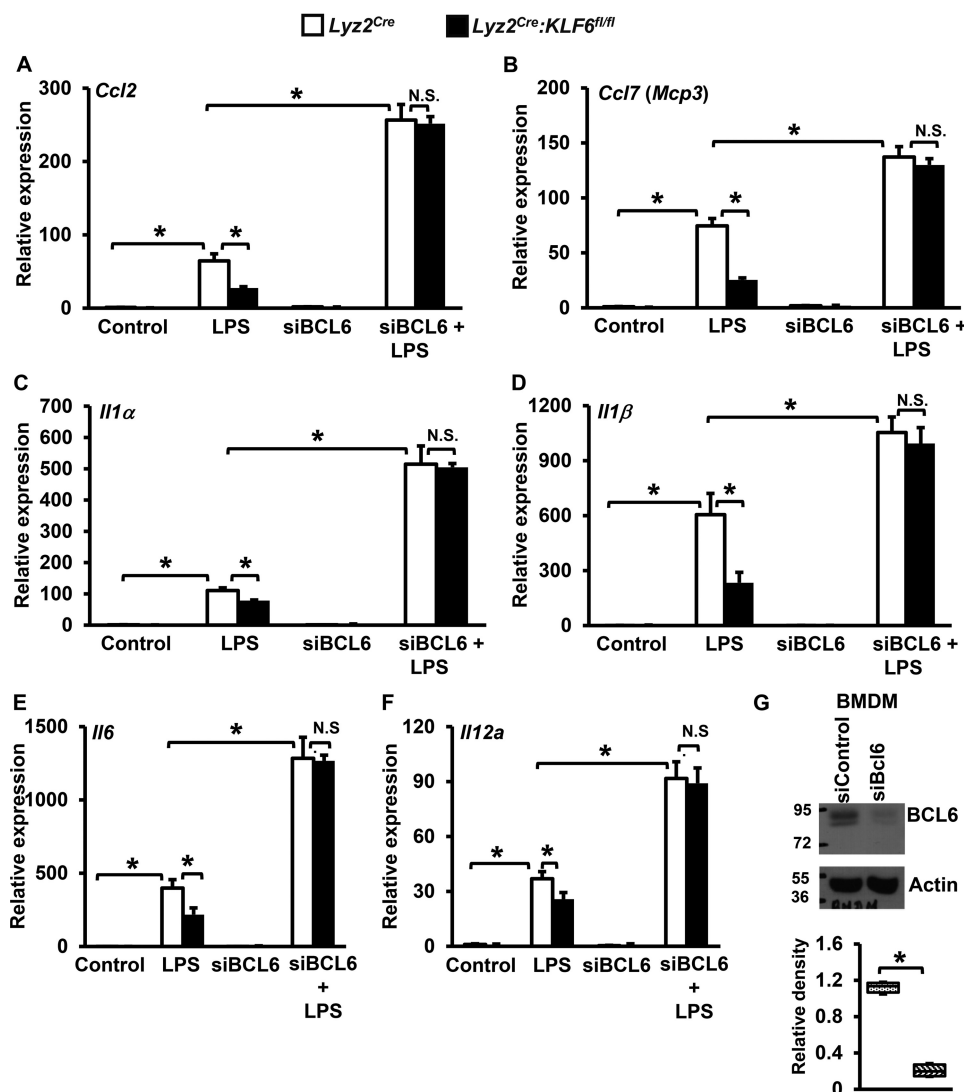 Lyz2Cre Lyz2Cre:KLF6fl/fl
A
Ccl2
Relative expression
300
200
100
0
*
*
*
N.S.
Control LPS siBCL6 siBCL6 +
LPS
B
Ccl7 (Mcp3)
Relative expression
200
150
100
50
0
*
*
*
N.S.
Control LPS siBCL6 siBCL6 +
LPS
C
Il1α
Relative expression
700
600
500
400
300
200
100
0
*
*
*
N.S.
Control LPS siBCL6 siBCL6 +
LPS
D
Il1β
Relative expression
1200
900
600
300
0
*
*
*
N.S.
Control LPS siBCL6 siBCL6 +
LPS
E
Il6
Relative expression
1500
1000
500
0
*
*
*
N.S
.
Control LPS siBCL6 siBCL6
+
LPS
F
Il12a
Relative expression
120
90
60
30
0
*
*
*
N.S
.
Control LPS siBCL6 siBCL6
+
LPS
G
BMDM
siControl
siBcl6
95
72
BCL6
55
36
Actin
BMDM
Relative density
1.6
1.2
0.8
0.4
0
*